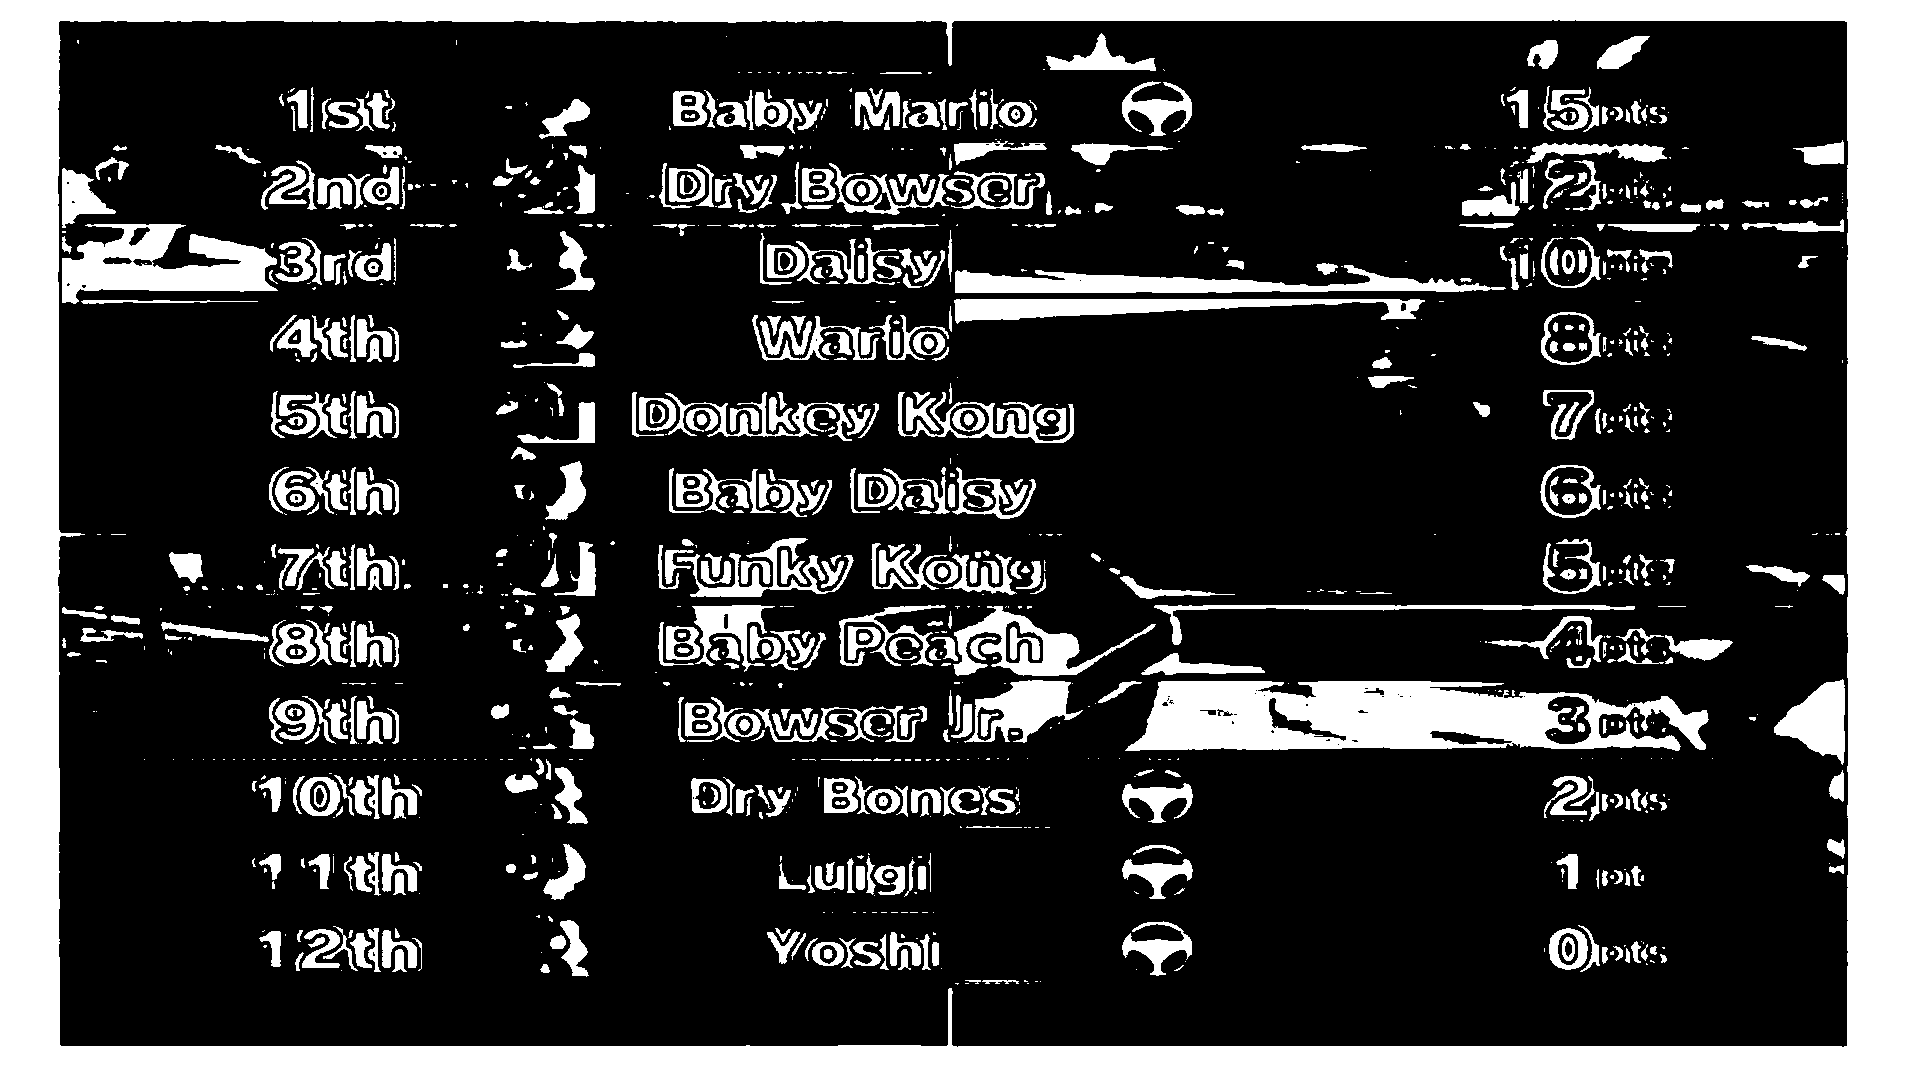 1st Baby Mario 15pts
2nd Dry Bowser 12pts
3rd Daisy 10pts
4th Wario 8pts
5th Donkey Kong 7pts
6th Baby Daisy 6pts
7th Funky Kong 5pts
8th Baby Peach 4pts
9th Bowser Jr. 3pts
10th Dry Bones 2pts
11th Luigi 1pt
12th Yoshi 0pts